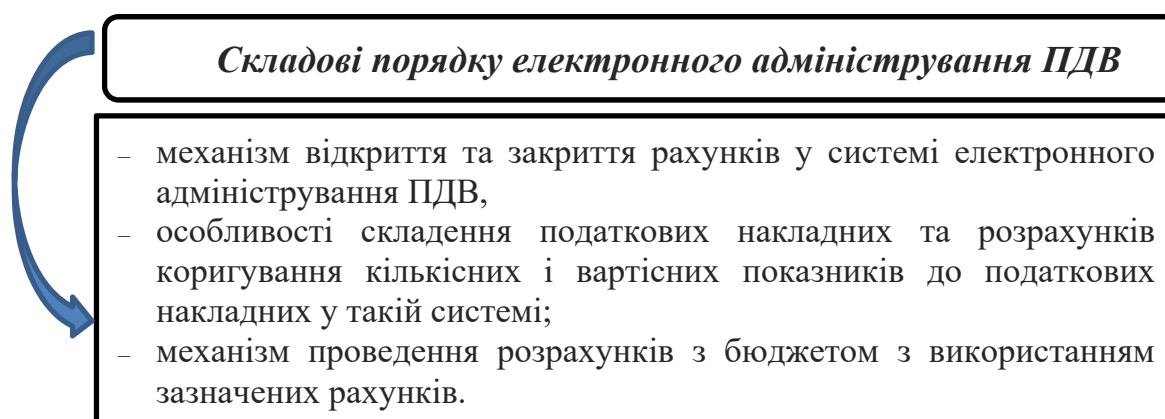 Складові порядку електронного адміністрування ПДВ
– механізм відкриття та закриття рахунків у системі електронного
адміністрування ПДВ,
– особливості складення податкових накладних та розрахунків
коригування кількісних і вартісних показників до податкових
накладних у такій системі;
– механізм проведення розрахунків з бюджетом з використанням
зазначених рахунків.